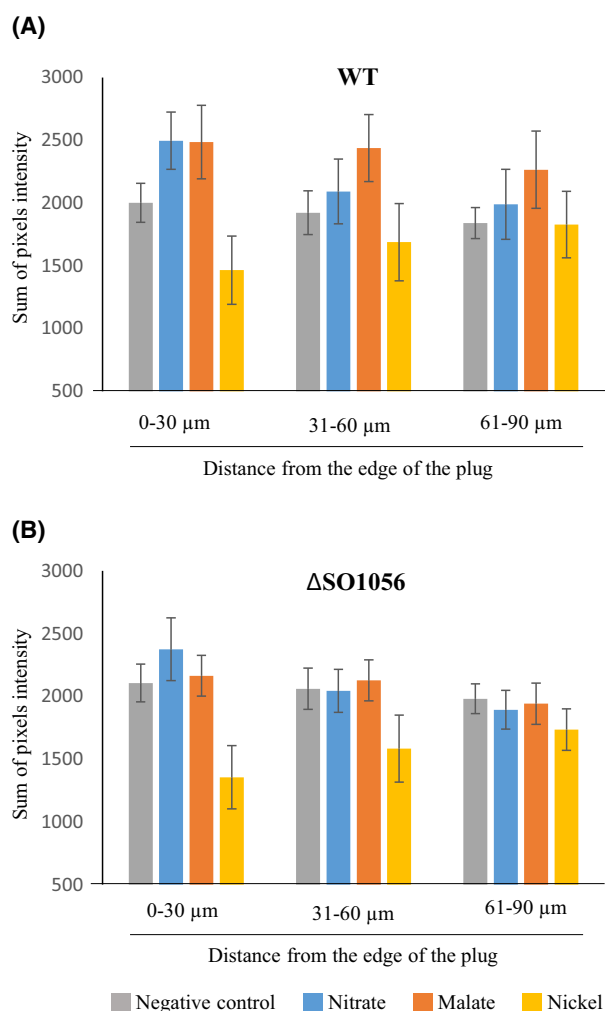 (A)
WT
3000
2500
2000
1500
1000
500
Sum of pixels intensity
0-30 µm 31-60 µm 61-90 µm
Distance from the edge of the plug
(B)
ΔSO1056
3000
2500
2000
1500
1000
500
Sum of pixels intensity
0-30 µm 31-60 µm 61-90 µm
Distance from the edge of the plug
Negative control Nitrate Malate Nickel